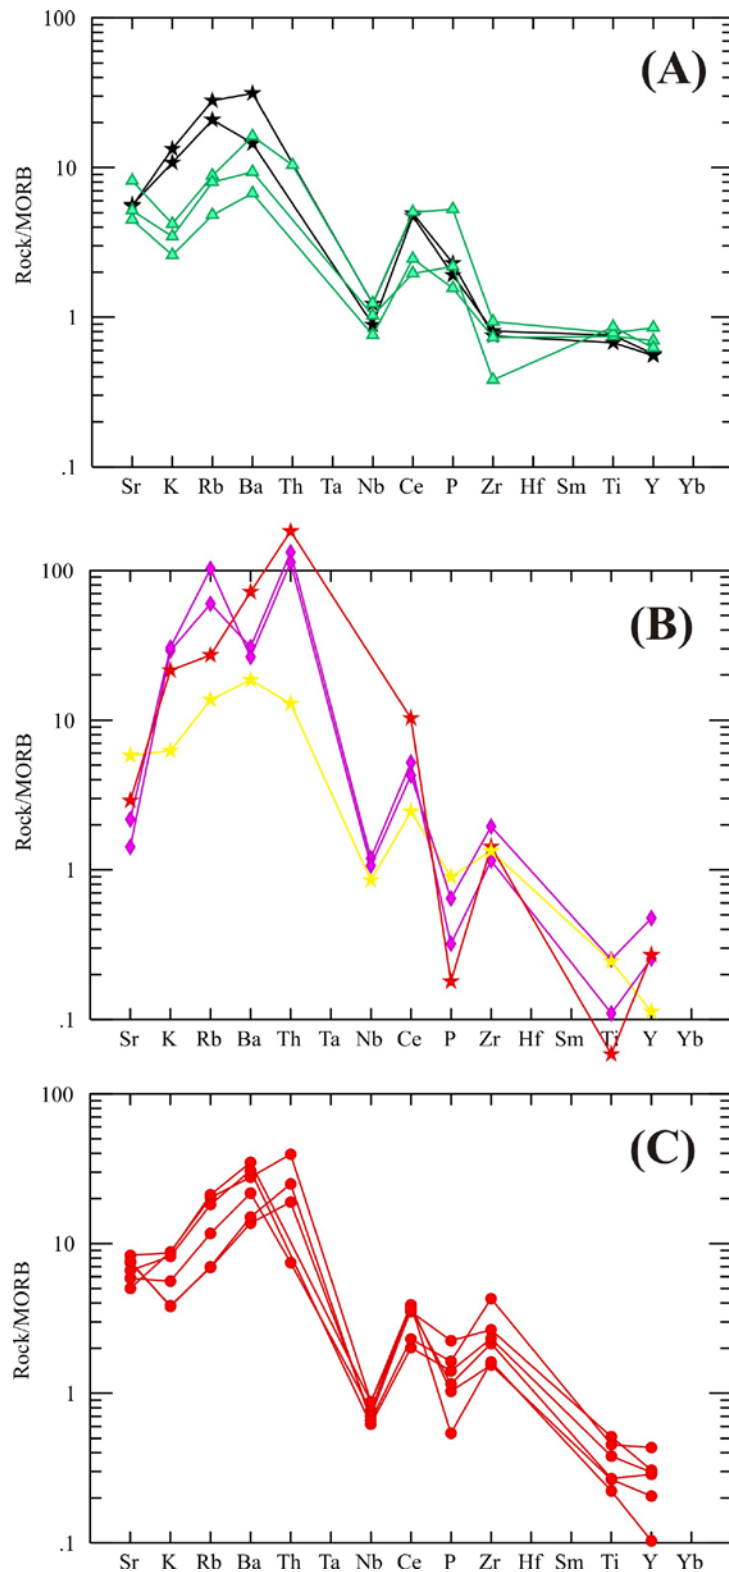 100
(A)
10
Rock/MORB
1
.1
Sr K Rb Ba Th Ta Nb Ce P Zr Hf Sm Ti Y Yb
100
(B)
10
Rock/MORB
1
.1
Sr K Rb Ba Th Ta Nb Ce P Zr Hf Sm Ti Y Yb
100
(C)
10
Rock/MORB
1
.1
Sr K Rb Ba Th Ta Nb Ce P Zr Hf Sm Ti Y Yb